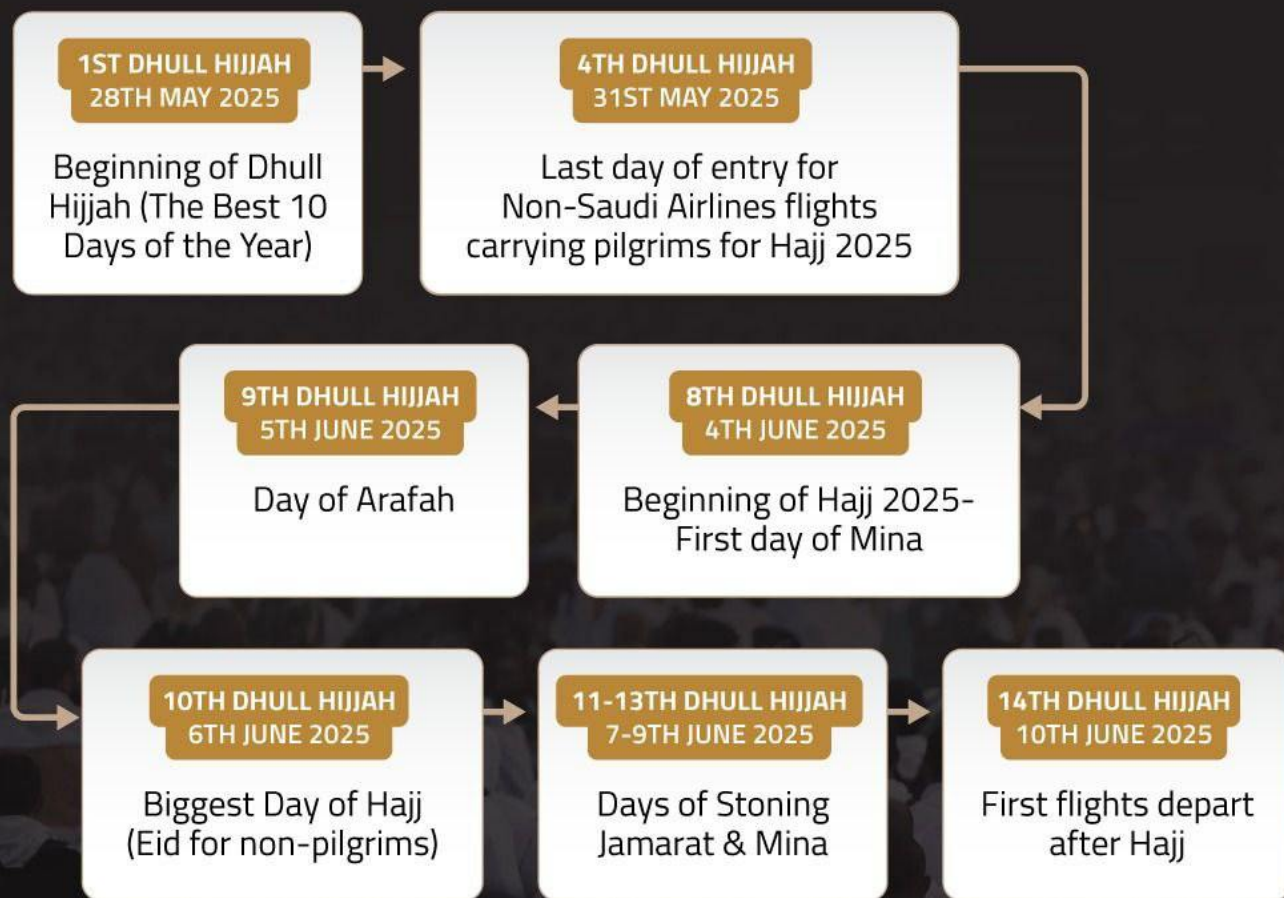 1ST DHULL HIJJAH
28TH MAY 2025
Beginning of Dhull
Hijjah (The Best 10
Days of the Year)
4TH DHULL HIJJAH
31ST MAY 2025
Last day of entry for
Non-Saudi Airlines flights
carrying pilgrims for Hajj 2025
8TH DHULL HIJJAH
4TH JUNE 2025
Beginning of Hajj 2025-
First day of Mina
9TH DHULL HIJJAH
5TH JUNE 2025
Day of Arafah
10TH DHULL HIJJAH
6TH JUNE 2025
Biggest Day of Hajj
(Eid for non-pilgrims)
11-13TH DHULL HIJJAH
7-9TH JUNE 2025
Days of Stoning
Jamarat & Mina
14TH DHULL HIJJAH
10TH JUNE 2025
First flights depart
after Hajj